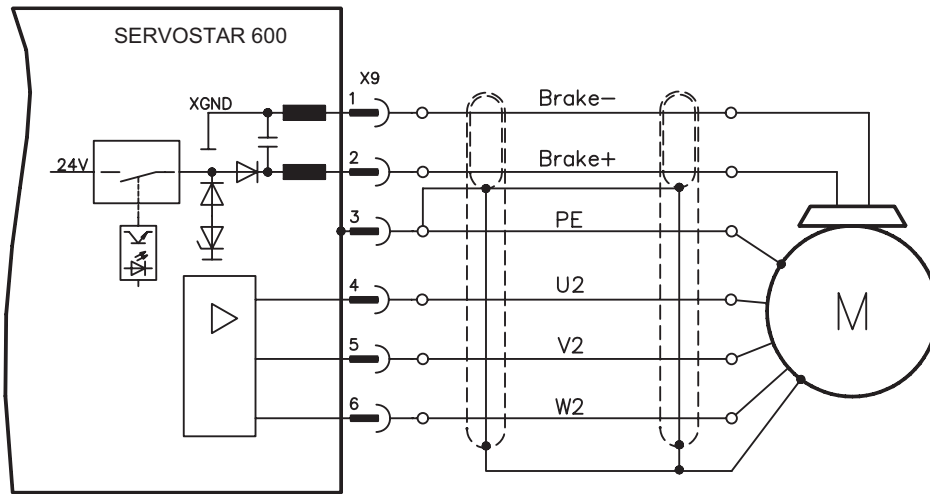 SERVOSTAR 600
X9
XGND
1
Brake−
24V
2
Brake+
3
PE
4
U2
M
5
V2
6
W2